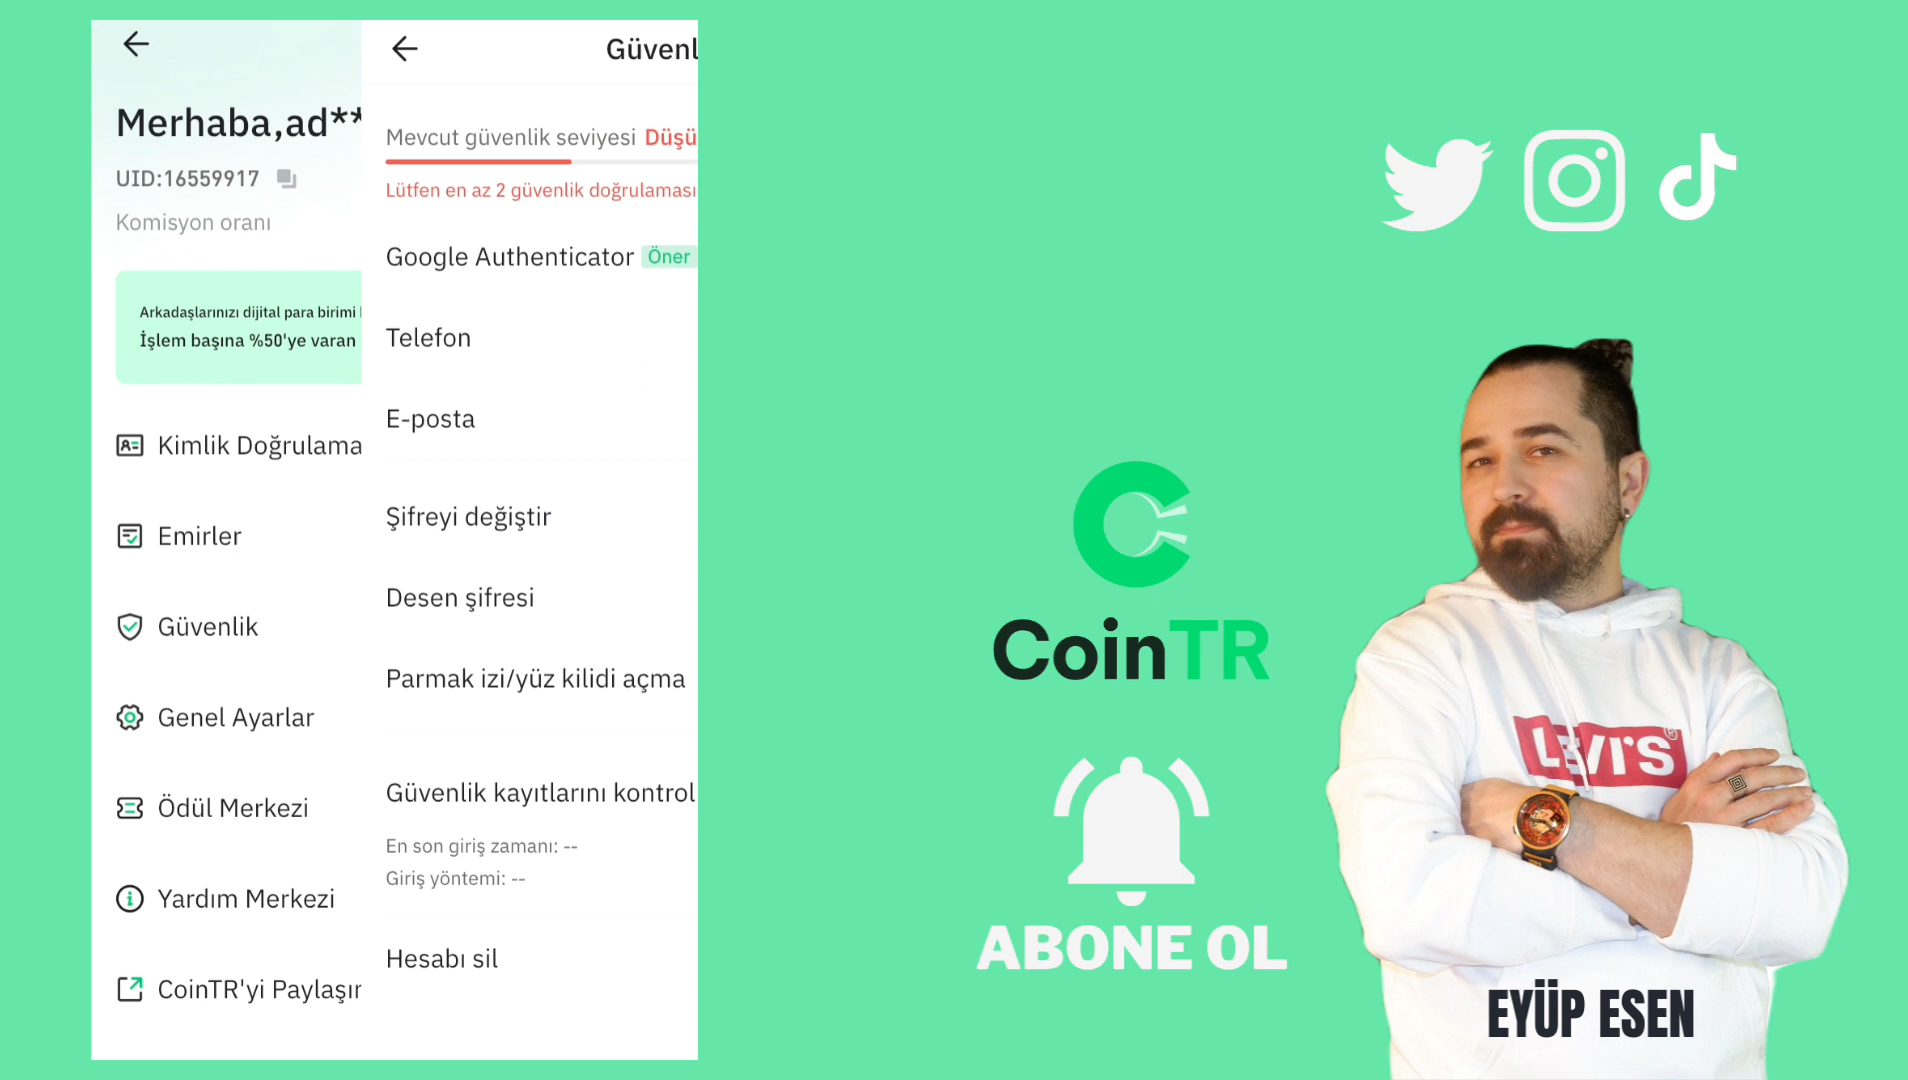 Merhaba,ad**
UID:16559917
Komisyon oranı
Arkadaşlarınızı dijital para birimi
İşlem başına %50'ye varan
Kimlik Doğrulama
Emirler
Güvenlik
Genel Ayarlar
Ödül Merkezi
Yardım Merkezi
CoinTR'yi Paylaşır
Güvenl
Mevcut güvenlik seviyesi Düşü
Lütfen en az 2 güvenlik doğrulaması
Google Authenticator Öner
Telefon
E-posta
Şifreyi değiştir
Desen şifresi
Parmak izi/yüz kilidi açma
Güvenlik kayıtlarını kontrol
En son giriş zamanı: --
Giriş yöntemi: --
Hesabı sil
CoinTR
ABONE OL
LEVI'S®
EYÜP ESEN